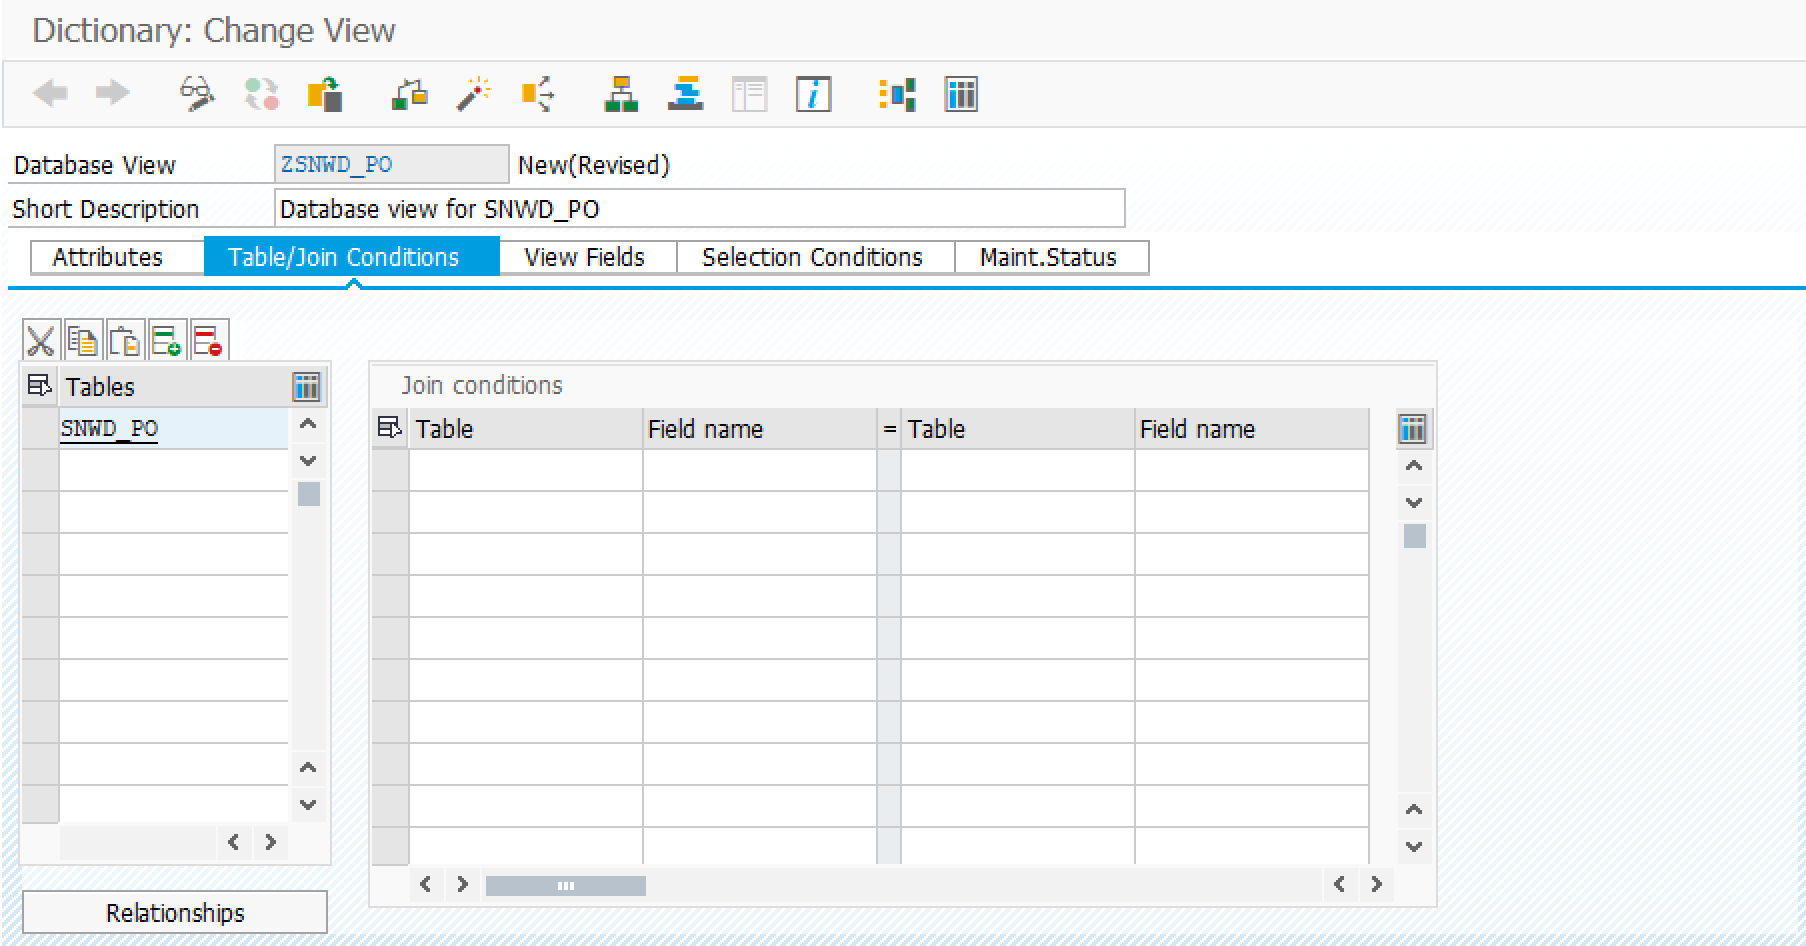 Dictionary: Change View
Database View ZSNWD_PO New(Revised)
Short Description Database view for SNWD_PO
Attributes Table/Join Conditions View Fields Selection Conditions Maint.Status
Tables
SNWD_PO
Join conditions
Table Field name = Table Field name
Relationships